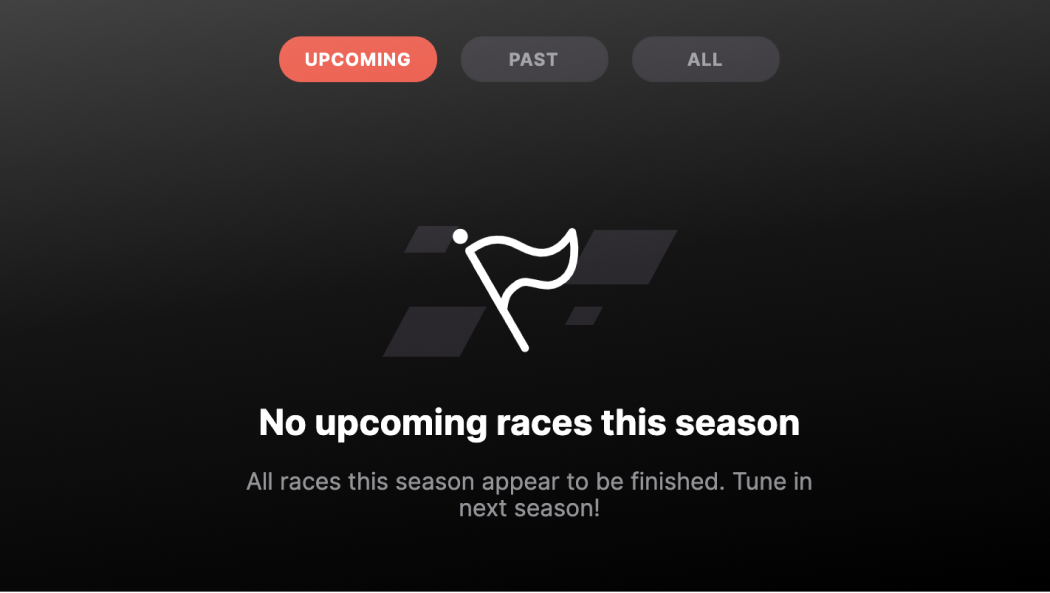 UPCOMING PAST ALL
No upcoming races this season
All races this season appear to be finished. Tune in
next season!